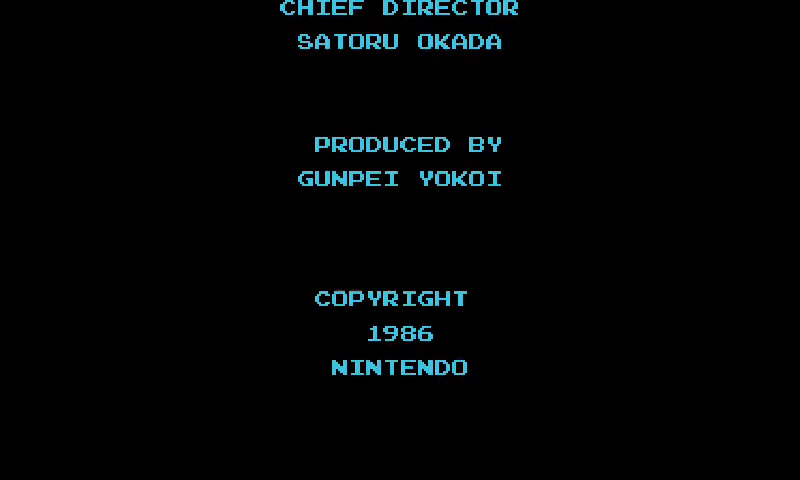 CHIEF DIRECTOR
SATORU OKADA
PRODUCED BY
GUNPEI YOKOI
COPYRIGHT
1986
NINTENDO